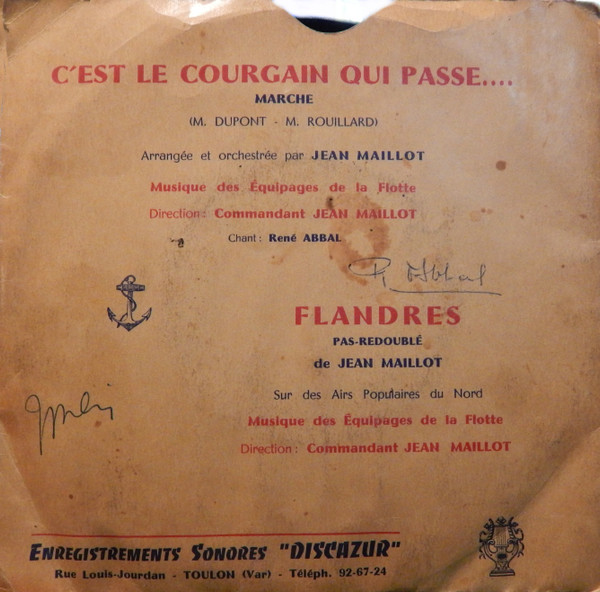 C'EST LE COURGAIN QUI PASSE....
MARCHE
(M. DUPONT - M. ROUILLARD)
Arrangée et orchestrée par JEAN MAILLOT
Musique des Équipages de la Flotte
Direction : Commandant JEAN MAILLOT
Chant : René ABBAL
R Abbal
FLANDRES
PAS-REDOUBLÉ
de JEAN MAILLOT
Sur des Airs Populaires du Nord
Musique des Équipages de la Flotte
Direction : Commandant JEAN MAILLOT
ENREGISTREMENTS SONORES "DISCAZUR"
Rue Louis-Jourdan - TOULON (Var) - Téléph. 92-67-24